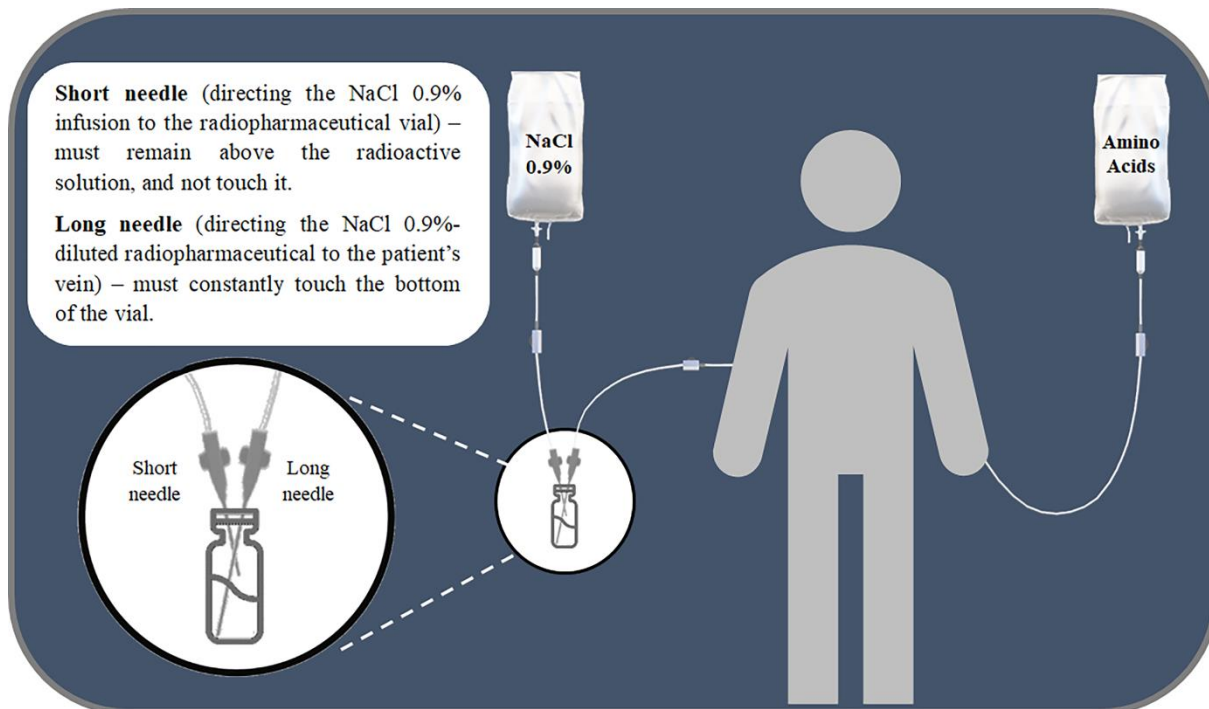 Short needle (directing the NaCl 0.9%
infusion to the radiopharmaceutical vial) –
must remain above the radioactive
solution, and not touch it.
Long needle (directing the NaCl 0.9%-
diluted radiopharmaceutical to the patient’s
vein) – must constantly touch the bottom
of the vial.
NaCl
0.9%
Amino
Acids
Short
needle
Long
needle